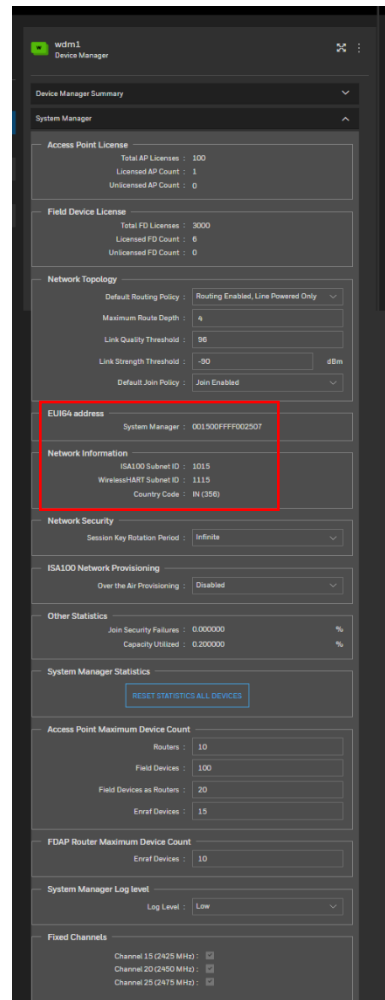 wdm1
Device Manager
Device Manager Summary
System Manager
Access Point License
Total AP Licenses : 100
Licensed AP Count : 1
Unlicensed AP Count : 0
Field Device License
Total FD Licenses : 3000
Licensed FD Count : 6
Unlicensed FD Count : 0
Network Topology
Default Routing Policy : Routing Enabled, Line Powered Only
Maximum Route Depth : 4
Link Quality Threshold : 96
Link Strength Threshold : -90 dBm
Default Join Policy : Join Enabled
EUI64 address
System Manager : 001500FFFF002507
Network Information
ISA100 Subnet ID : 1015
WirelessHART Subnet ID : 1115
Country Code : IN (356)
Network Security
Session Key Rotation Period : Infinite
ISA100 Network Provisioning
Over the Air Provisioning : Disabled
Other Statistics
Join Security Failures : 0.000000 %
Capacity Utilized : 0.200000 %
System Manager Statistics
RESET STATISTICS ALL DEVICES
Access Point Maximum Device Count
Routers : 10
Field Devices : 100
Field Devices as Routers : 20
Enraf Devices : 15
FDAP Router Maximum Device Count
Enraf Devices : 10
System Manager Log level
Log Level : Low
Fixed Channels
Channel 15 (2425 MHz) :
Channel 20 (2450 MHz) :
Channel 25 (2475 MHz) :